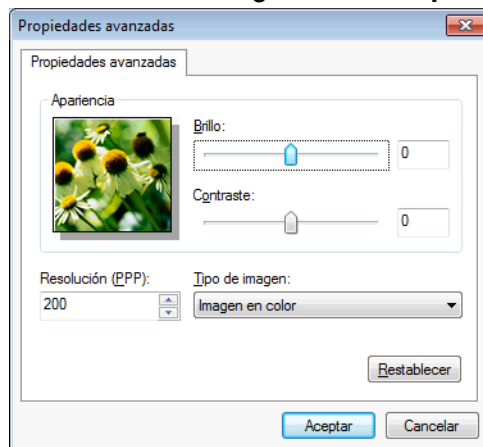 Propiedades avanzadas
Propiedades avanzadas
Apariencia
Brillo:
0
Contraste:
0
Resolución (PPP):
Tipo de imagen:
200
Imagen en color
Restablecer
Aceptar
Cancelar